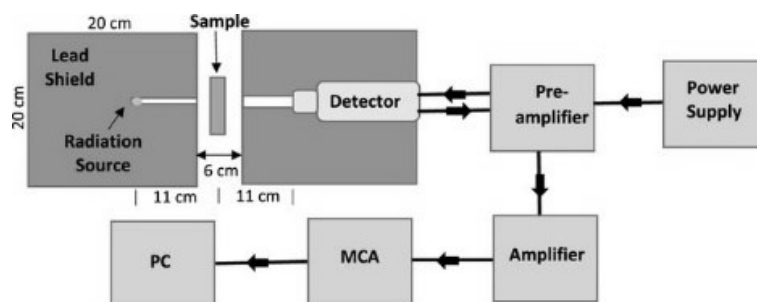 20 cm
Sample
Lead
Shield
20 cm
Radiation
Source
Detector
Pre-
amplifier
Power
Supply
6 cm
11 cm
11 cm
PC
MCA
Amplifier